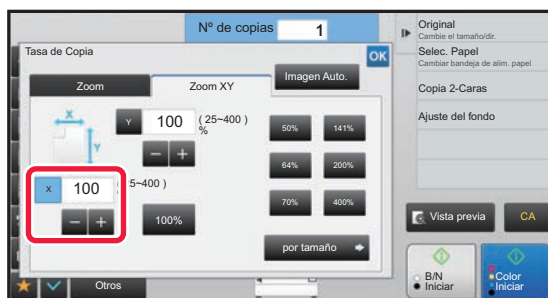 Nº de copias 1
Tasa de Copia
OK
Zoom
Zoom XY
Imagen Auto.
X
Y
Y 100 ( 25~400 )
%
50% 141%
64% 200%
70% 400%
X 100 5~400 )
100%
por tamaño
Otros
Original
Cambie el tamaño/dir.
Selec. Papel
Cambiar bandeja de alim. papel
Copia 2-Caras
Ajuste del fondo
Vista previa
CA
B/N
Iniciar
Color
Iniciar